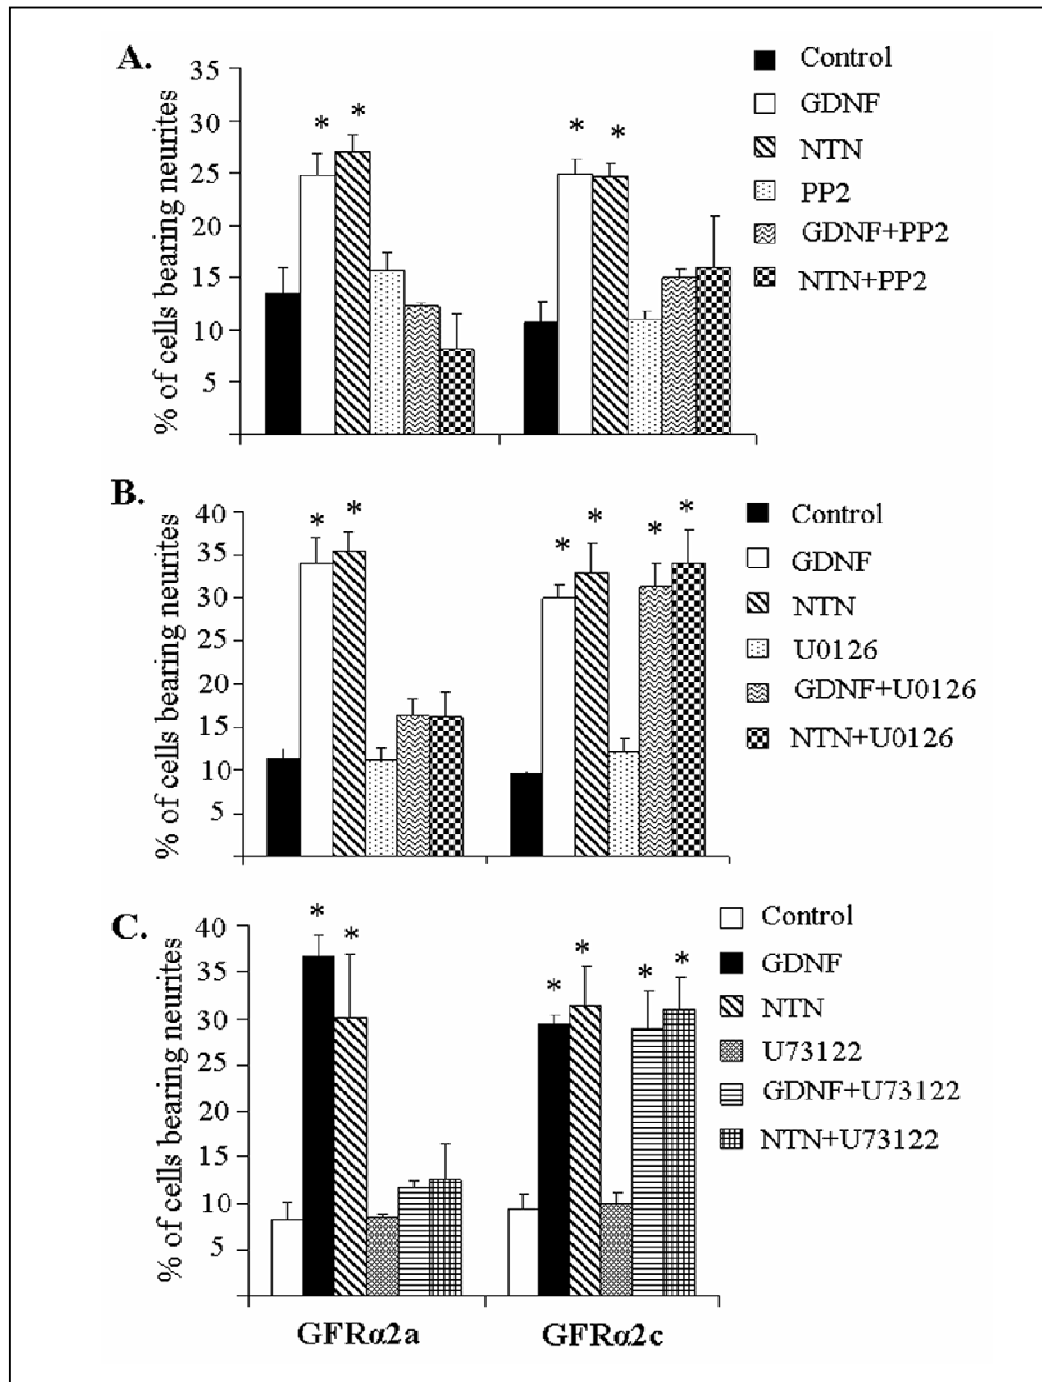 A.
% of cells bearing neurites
35
30
25
20
15
10
5
* * * *
Control
GDNF
NTN
PP2
GDNF+PP2
NTN+PP2
B.
% of cells bearing neurites
40
35
30
25
20
15
10
5
* * * * * *
Control
GDNF
NTN
U0126
GDNF+U0126
NTN+U0126
C.
% of cells bearing neurites
40
35
30
25
20
15
10
5
* * * * * *
Control
GDNF
NTN
U73122
GDNF+U73122
NTN+U73122
GFRα2a GFRα2c